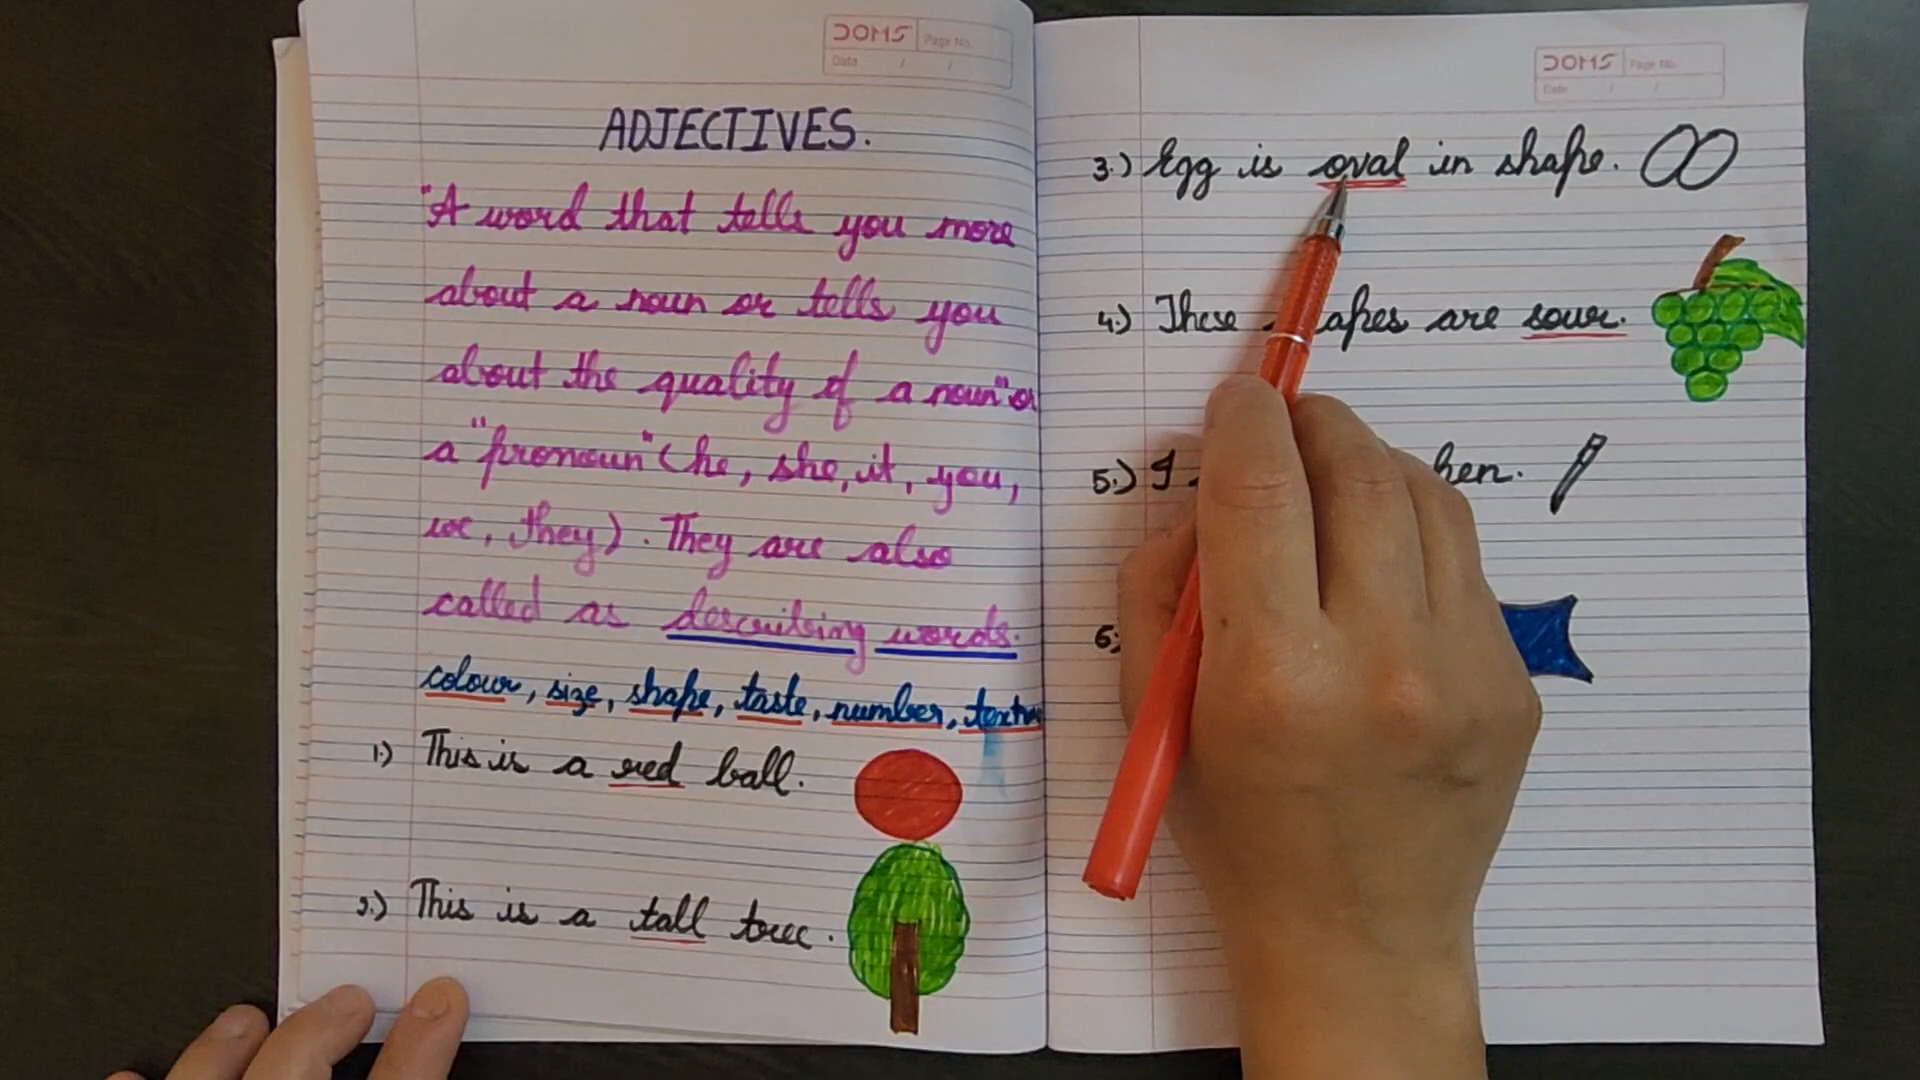 DOMS Page No.
Date / /
ADJECTIVES.
"A word that tells you more
about a noun or tells you
about the quality of a noun" or
a "pronoun" (he, she, it, you,
we, they). They are also
called as describing words.
colour, size, shape, taste, number,
1.) This is a red ball.
2.) This is a tall tree.
DOMS Page No.
Date / /
3.) Egg is oval in shape.
4.) These apes are sour.
5.) I pen.
6.)